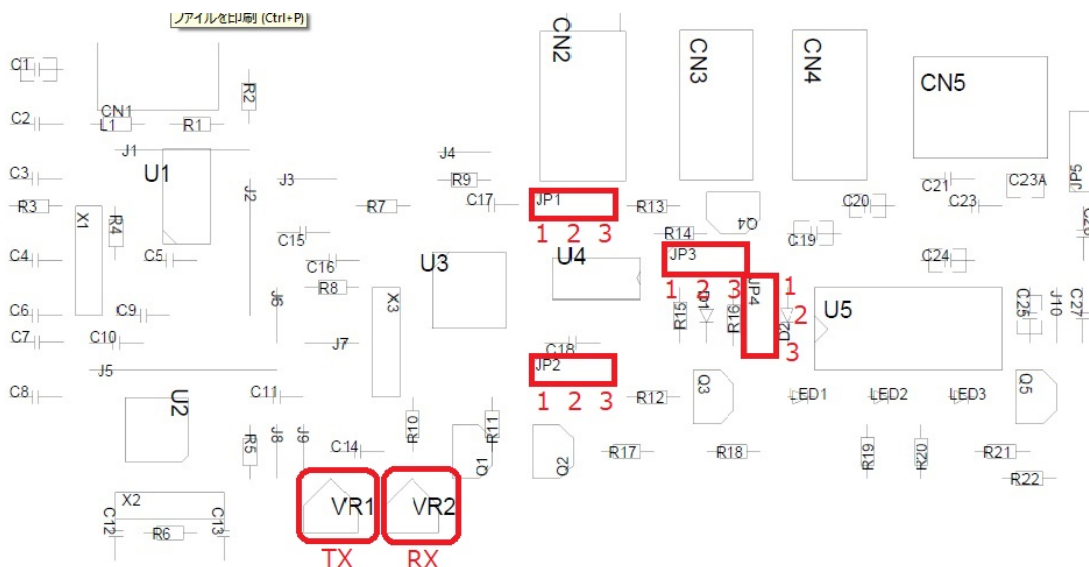 ファイルを印刷 (Ctrl+P)
C1
CN1
R2
CN2
CN3
CN4
CN5
C2
L1
R1
J1
U1
J4
C3
J2
J3
R9
C17
JP1
C21
C23A
JP5
R3
X1
R4
R7
R13
Q4
C20
C23
1 2 3
C15
R14
C19
C4
C5
C16
U3
U4
JP3
C24
R8
X3
1 2 3
JP4
1
2
3
J6
R15
D1
R16
D2
U5
C25
J10
C27
C6
C9
C7
C10
J7
C18
J5
JP2
C8
U2
C11
1 2 3
R12
Q3
LED1
LED2
LED3
Q5
R5
J8
J9
C14
R10
R11
Q1
Q2
R17
R18
R19
R20
R21
R22
X2
C12
R6
C13
VR1
VR2
TX
RX